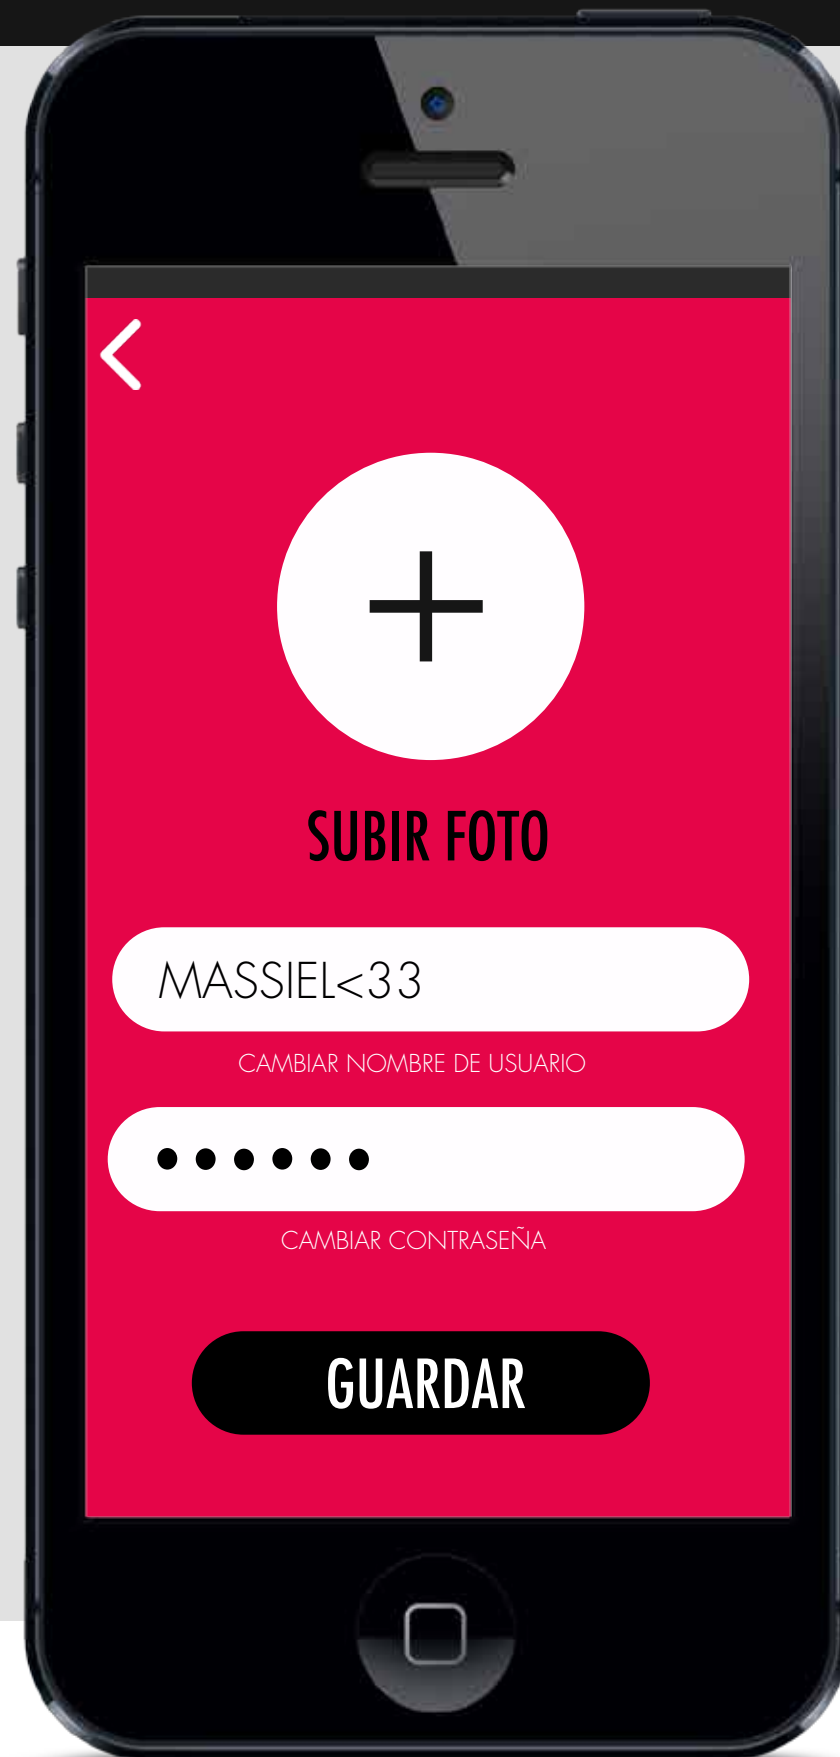 SUBIR FOTO
MASSIEL<33
CAMBIAR NOMBRE DE USUARIO
••••••
CAMBIAR CONTRASEÑA
GUARDAR